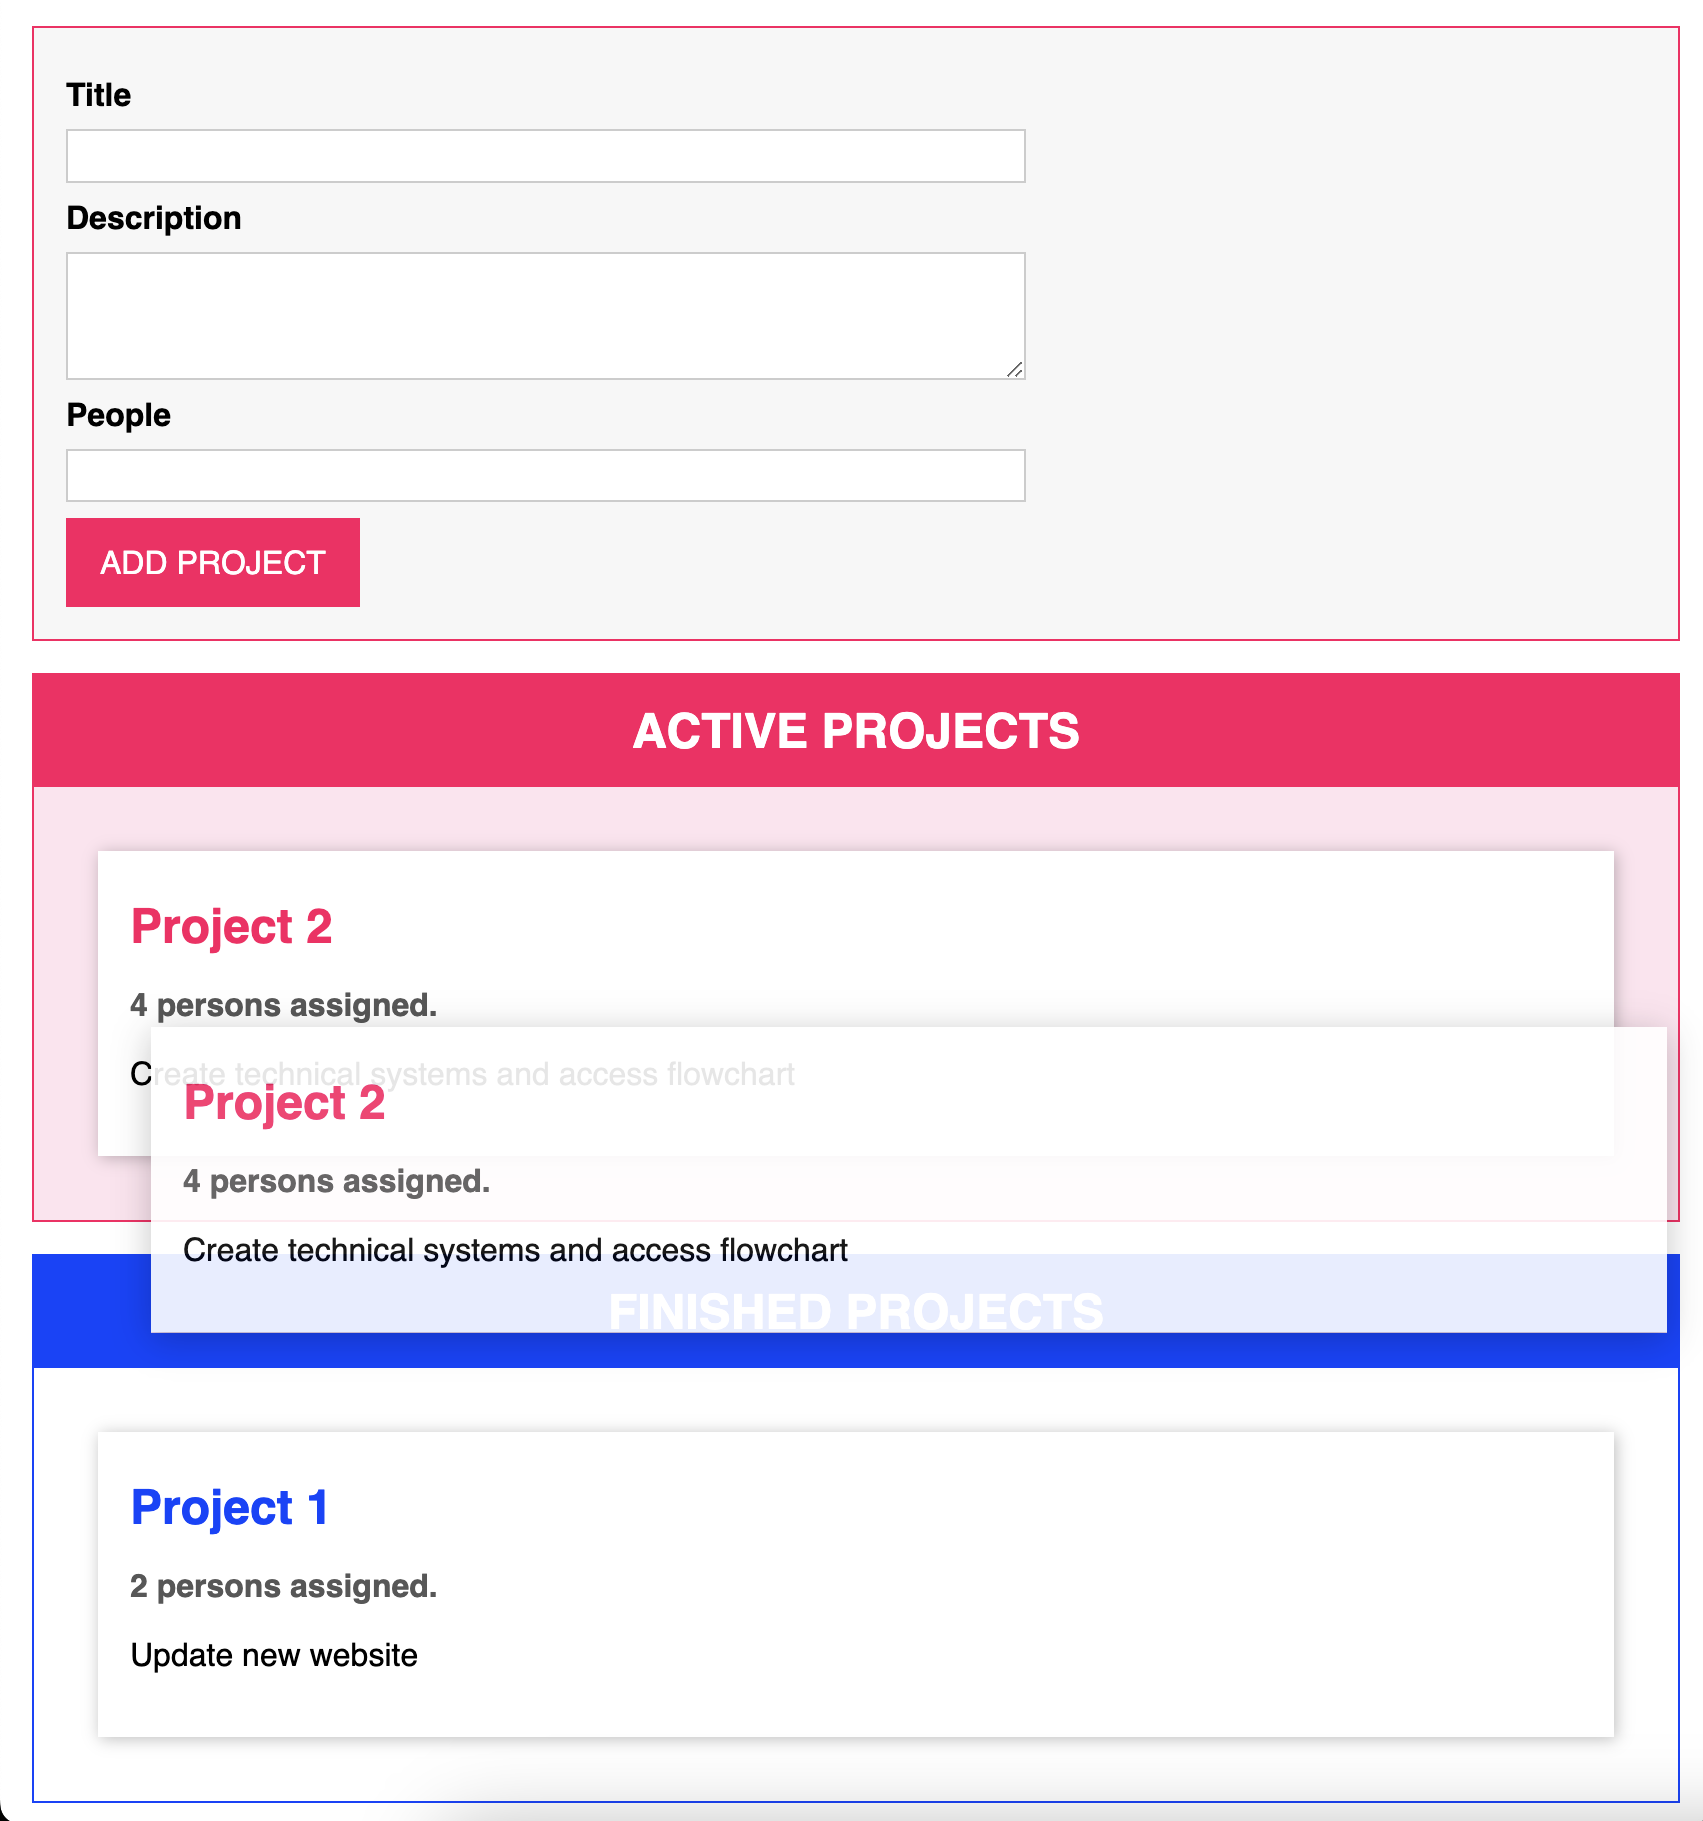 Title
Description
People
ADD PROJECT
ACTIVE PROJECTS
Project 2
4 persons assigned.
Create technical systems and access flowchart
Project 2
4 persons assigned.
Create technical systems and access flowchart
FINISHED PROJECTS
Project 1
2 persons assigned.
Update new website